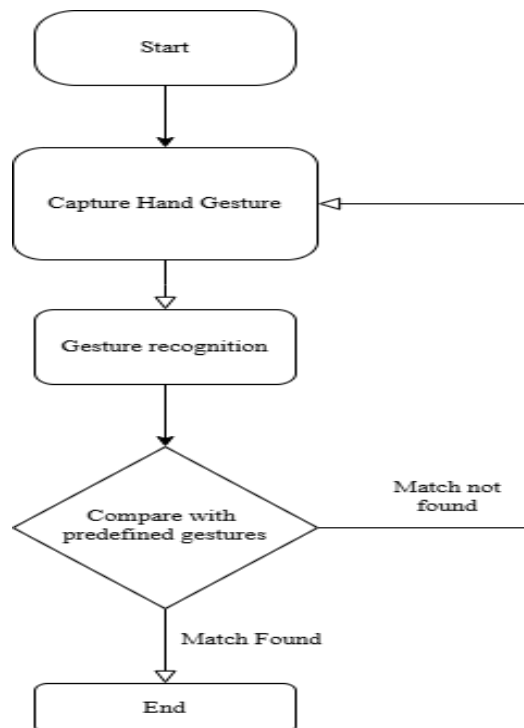 Start
Capture Hand Gesture
Gesture recognition
Compare with
predefined gestures
Match not
found
Match Found
End